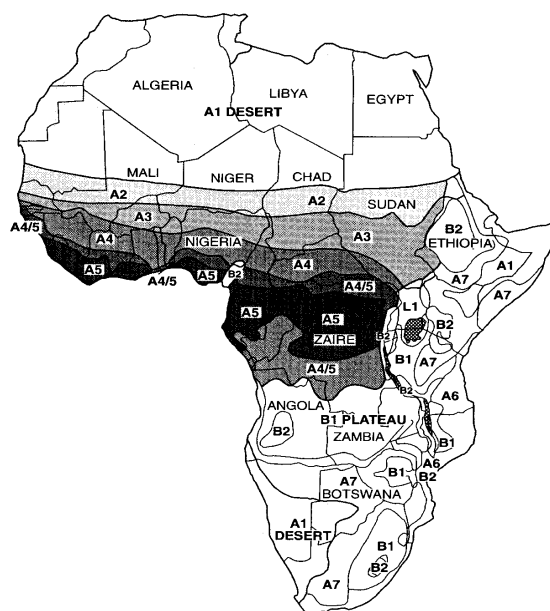 ALGERIA
LIBYA
EGYPT
A1 DESERT
MALI
NIGER
CHAD
A2
A2
SUDAN
A4/5
A3
B2
NIGERIA
A3
ETHIOPIA
A4
A4
A7
A1
A5
A4/5
A5
B2
A4/5
A7
L1
A5
A5
B2
ZAIRE
B2
B1
A7
A4/5
B2
A6
ANGOLA
B1 PLATEAU
B2
ZAMBIA
B1
A6
A7
B1
B2
BOTSWANA
A1
DESERT
B1
B2
A7